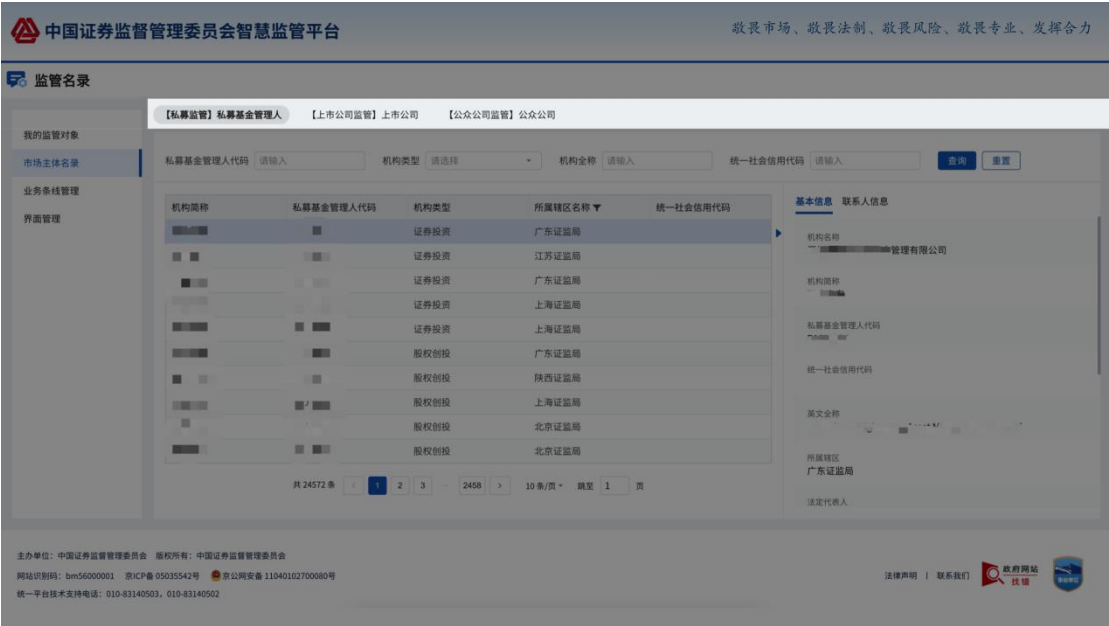 中国证券监督管理委员会智慧监管平台
敬畏市场、敬畏法制、敬畏风险、敬畏专业、发挥合力
监管名录
【私募监管】私募基金管理人 【上市公司监管】上市公司 【公众公司监管】公众公司
我的监管对象
市场主体名录
业务条线管理
界面管理
私募基金管理人代码 请输入 机构类型 请选择 机构全称 请输入 统一社会信用代码 请输入 查询 重置
机构简称 私募基金管理人代码 机构类型 所属辖区名称 统一社会信用代码
证券投资 广东证监局
证券投资 江苏证监局
证券投资 广东证监局
证券投资 上海证监局
证券投资 上海证监局
股权创投 广东证监局
股权创投 陕西证监局
股权创投 上海证监局
股权创投 北京证监局
股权创投 北京证监局
共 24572 条 < 1 2 3 ... 2458 > 10 条/页 跳至 1 页
基本信息 联系人信息
机构名称
管理有限公司
机构简称
私募基金管理人代码
统一社会信用代码
英文全称
所属辖区
广东证监局
法定代表人
主办单位：中国证券监督管理委员会 版权所有：中国证券监督管理委员会
网站识别码：bm56000001 京ICP备 05035542号 京公网安备 11040102700080号
统一平台技术支持电话：010-83140503，010-83140502
法律声明 | 联系我们
政府网站
找错